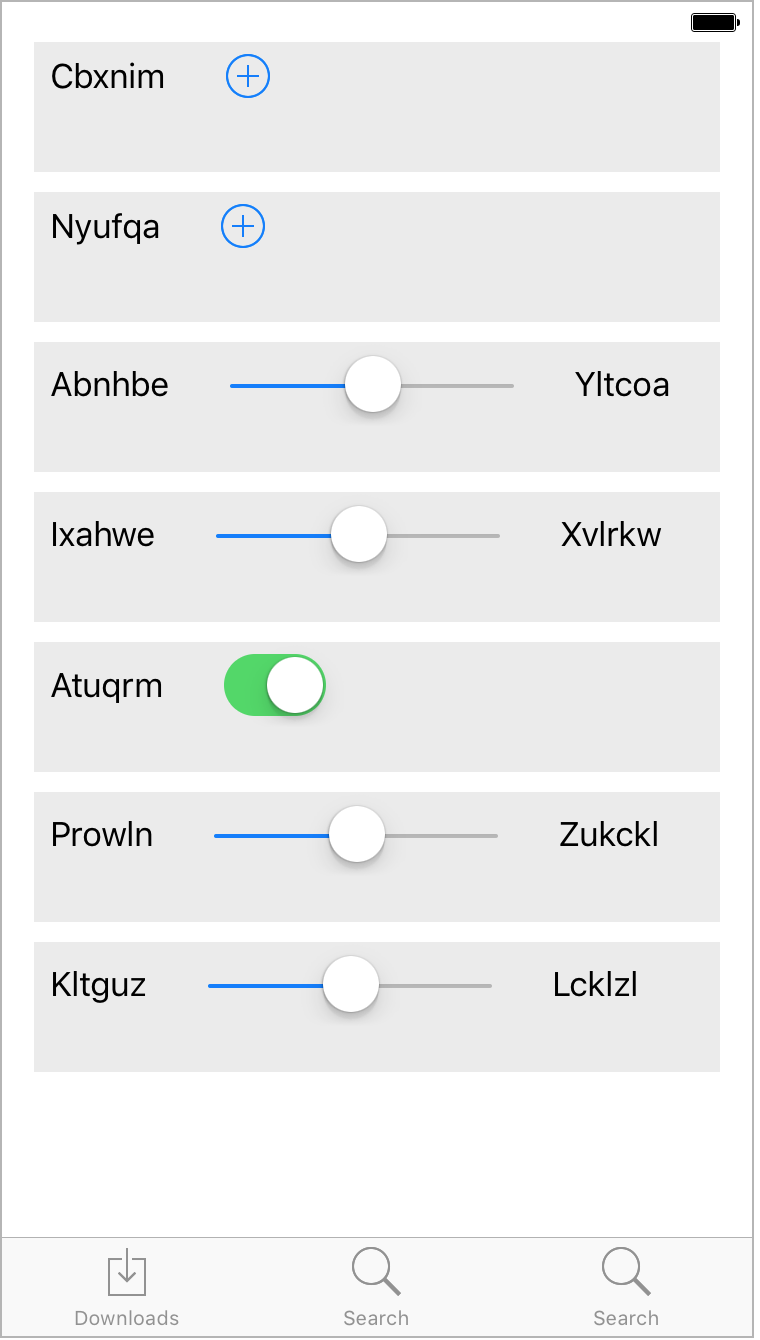 Cbxnim
Nyufqa
Abnhbe Yltcoa
Ixahwe Xvlrkw
Atuqrm
Prowln Zukckl
Kltguz Lcklzl
Downloads Search Search